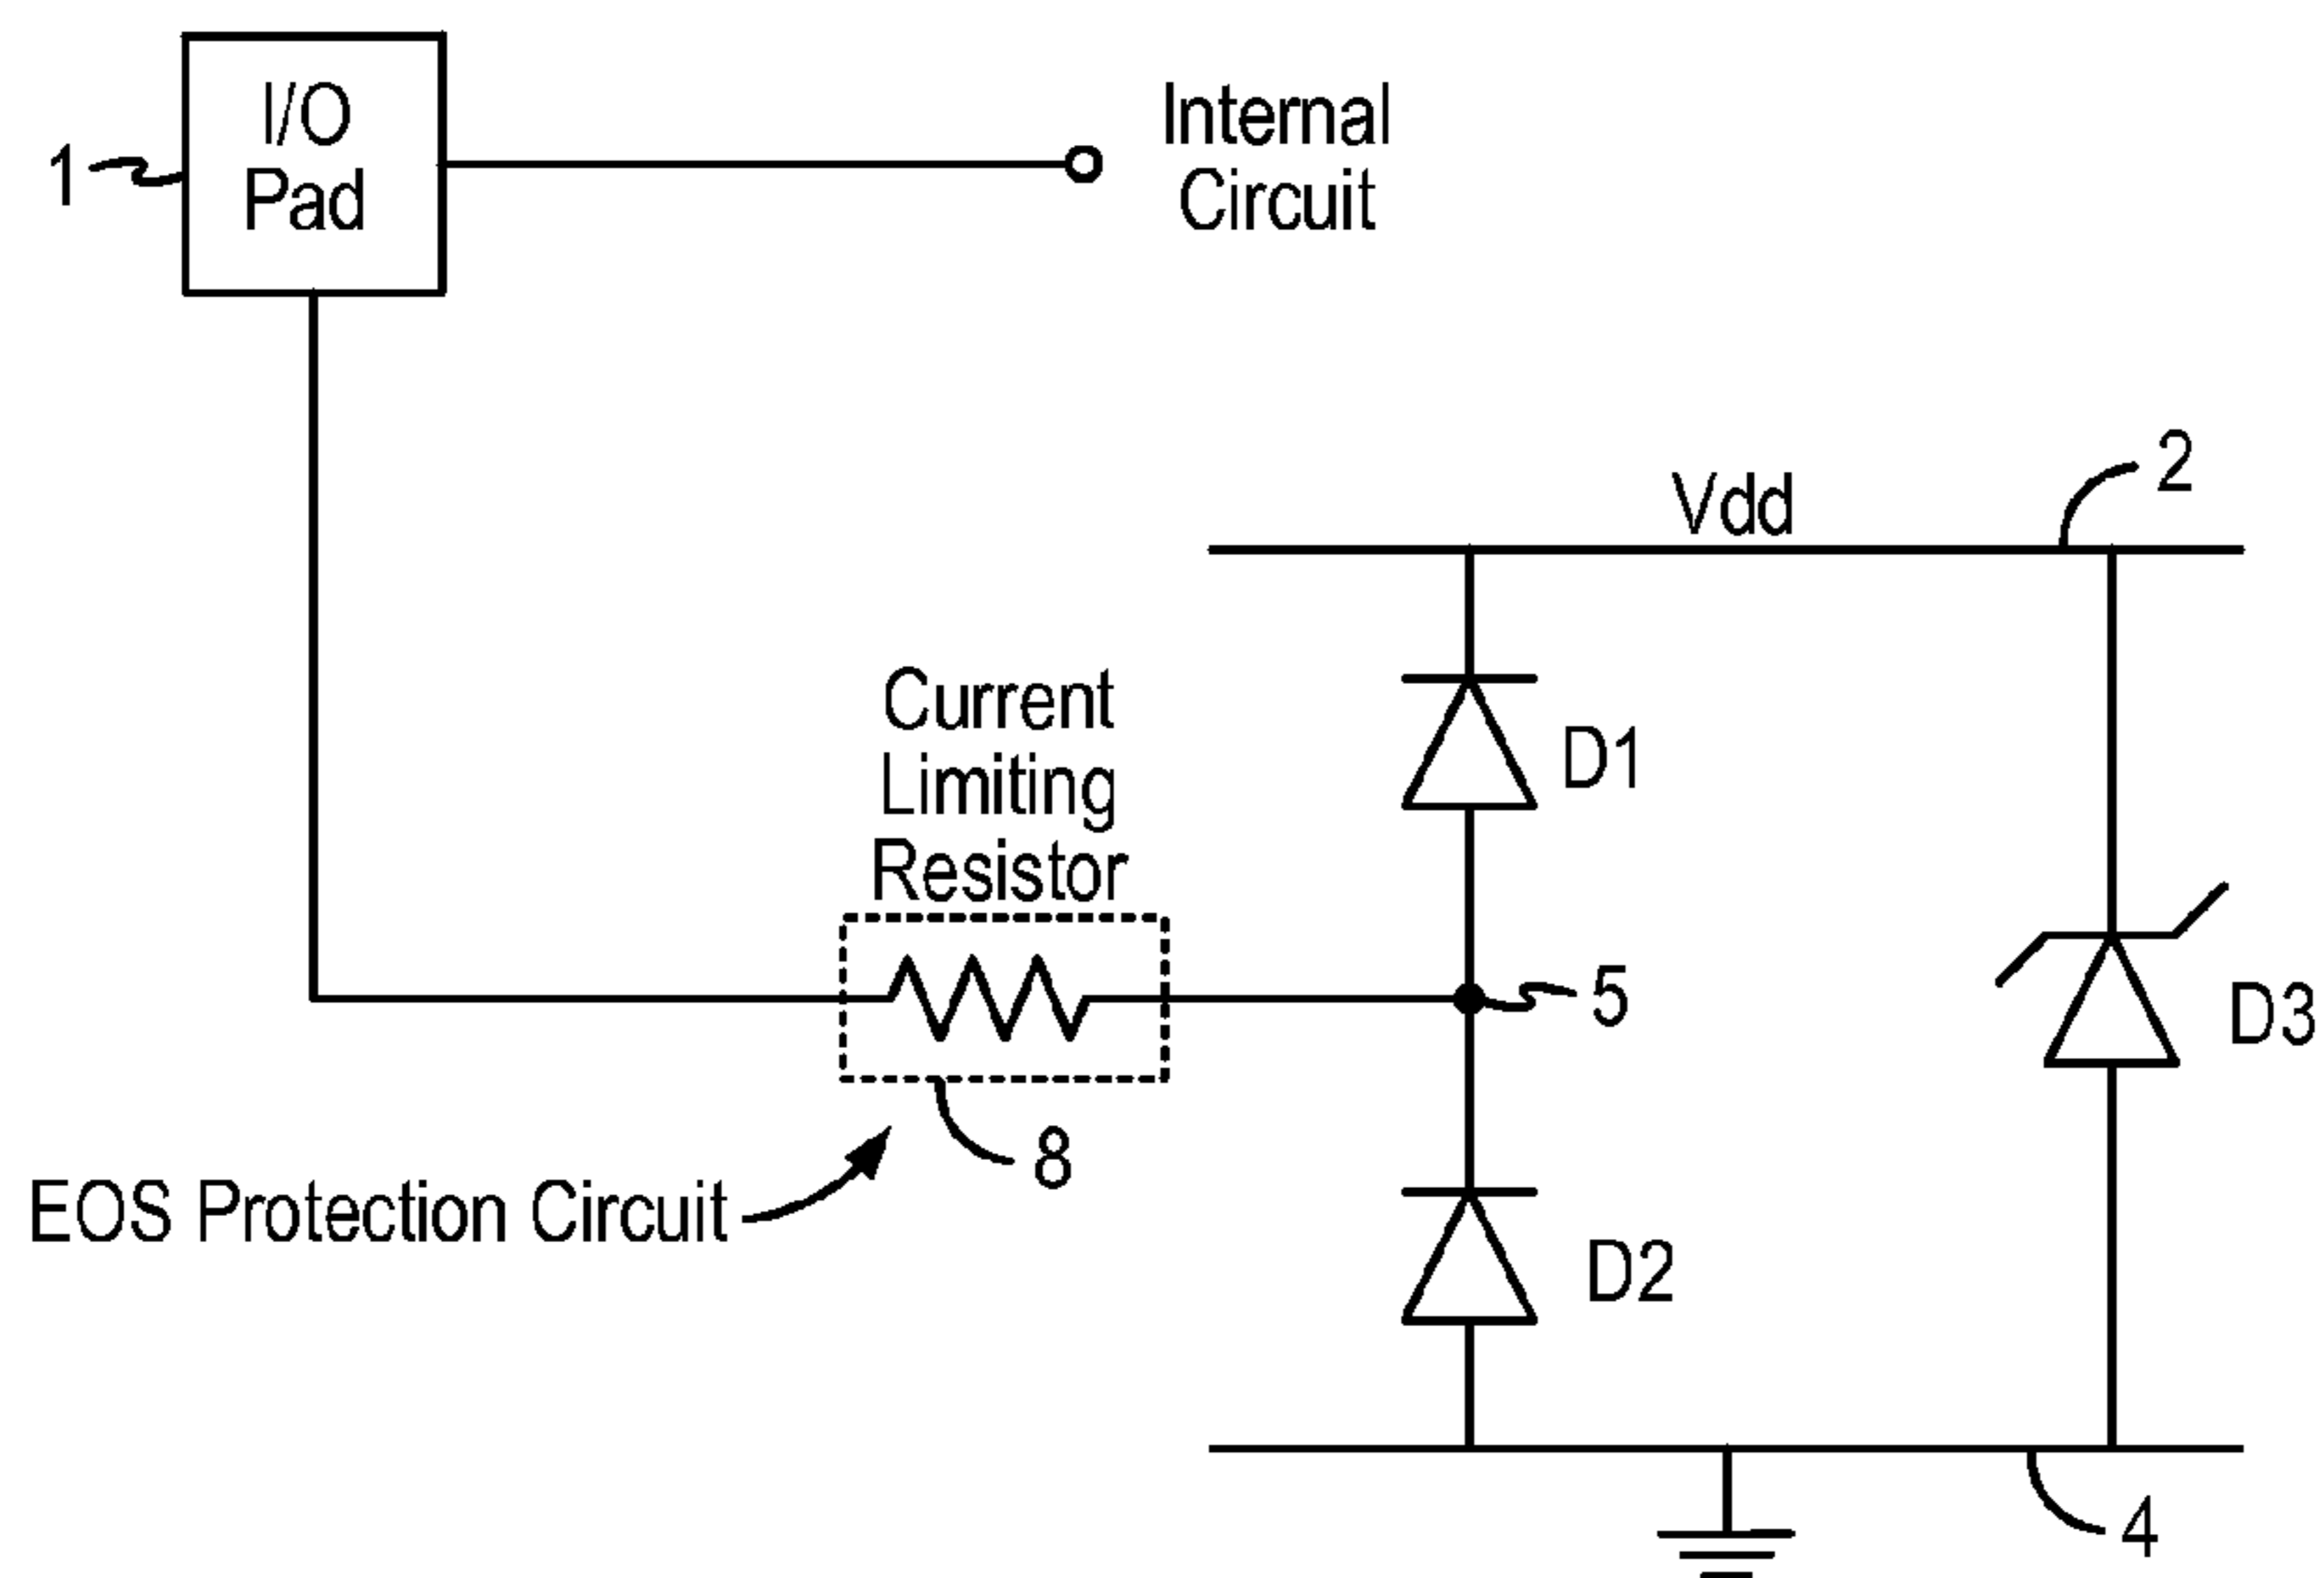 I/O
Pad
1
Internal
Circuit
2
Vdd
Current
Limiting
Resistor
D1
5
D3
8
EOS Protection Circuit
D2
4